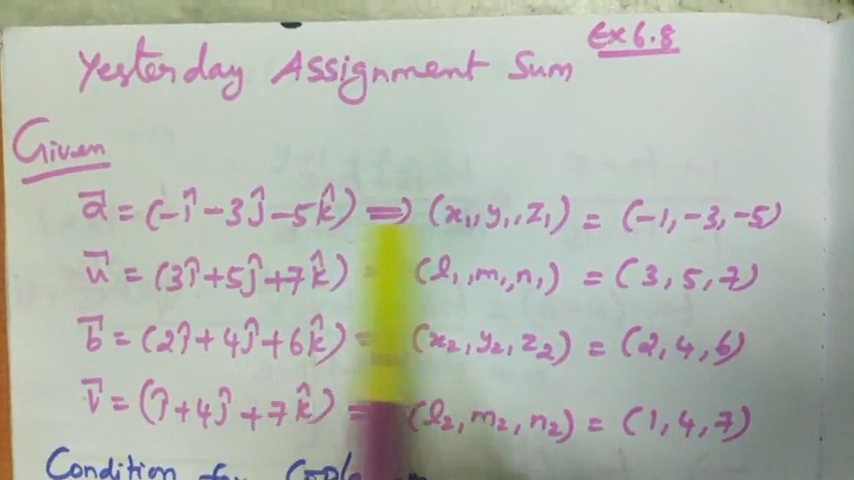 Yesterday Assignment Sum Ex 6.8
Given
a⃗ = (-î - 3ĵ - 5k̂) ⇒ (x₁, y₁, z₁) = (-1, -3, -5)
u⃗ = (3î + 5ĵ + 7k̂) = (l₁, m₁, n₁) = (3, 5, 7)
b⃗ = (2î + 4ĵ + 6k̂) = (x₂, y₂, z₂) = (2, 4, 6)
v⃗ = (î + 4ĵ + 7k̂) = (l₂, m₂, n₂) = (1, 4, 7)
Condition for